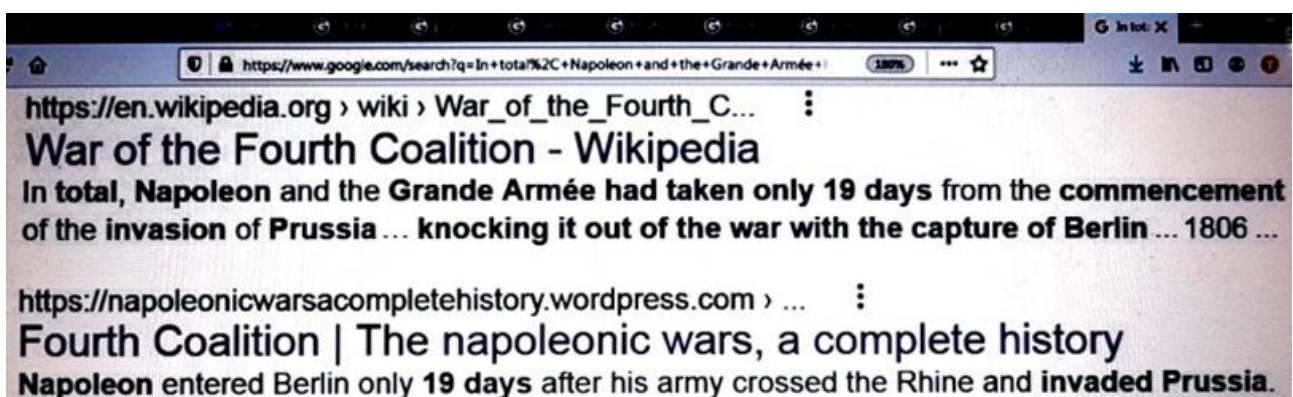 G In tot: X
https://www.google.com/search?q=In+total%2C+Napoleon+and+the+Grande+Armée+
180% ...
https://en.wikipedia.org › wiki › War_of_the_Fourth_C...
War of the Fourth Coalition - Wikipedia
In total, Napoleon and the Grande Armée had taken only 19 days from the commencement
of the invasion of Prussia ... knocking it out of the war with the capture of Berlin ... 1806 ...
https://napoleonicwarsacompletehistory.wordpress.com › ...
Fourth Coalition | The napoleonic wars, a complete history
Napoleon entered Berlin only 19 days after his army crossed the Rhine and invaded Prussia.